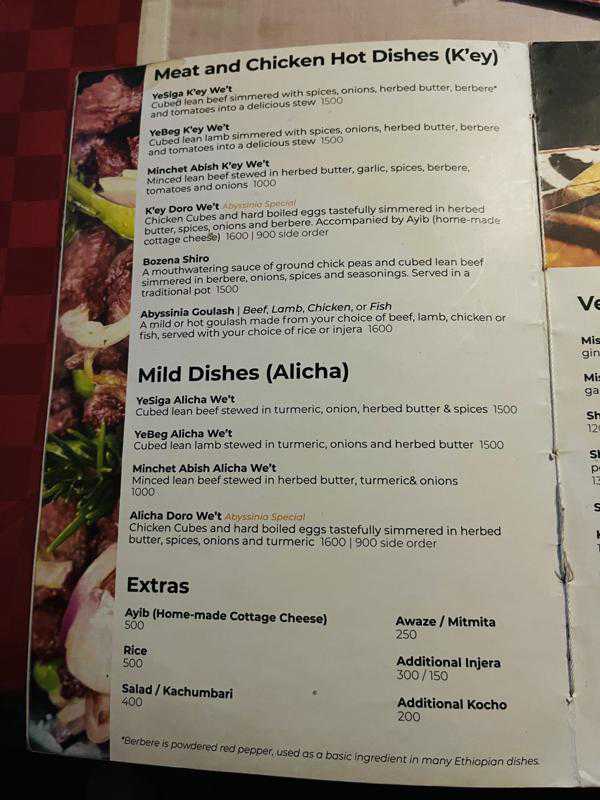 Meat and Chicken Hot Dishes (K'ey)
YeSiga K'ey We't
Cubed lean beef simmered with spices, onions, herbed butter, berbere*
and tomatoes into a delicious stew 1500
YeBeg K'ey We't
Cubed lean lamb simmered with spices, onions, herbed butter, berbere
and tomatoes into a delicious stew 1500
Minchet Abish K'ey We't
Minced lean beef stewed in herbed butter, garlic, spices, berbere,
tomatoes and onions 1000
K'ey Doro We't Abyssinia Special
Chicken Cubes and hard boiled eggs tastefully simmered in herbed
butter, spices, onions and berbere. Accompanied by Ayib (home-made
cottage cheese) 1600 | 900 side order
Bozena Shiro
A mouthwatering sauce of ground chick peas and cubed lean beef
simmered in berbere, onions, spices and seasonings. Served in a
traditional pot 1500
Abyssinia Goulash | Beef, Lamb, Chicken, or Fish
A mild or hot goulash made from your choice of beef, lamb, chicken or
fish, served with your choice of rice or injera 1600
Mild Dishes (Alicha)
YeSiga Alicha We't
Cubed lean beef stewed in turmeric, onion, herbed butter & spices 1500
YeBeg Alicha We't
Cubed lean lamb stewed in turmeric, onions and herbed butter 1500
Minchet Abish Alicha We't
Minced lean beef stewed in herbed butter, turmeric& onions
1000
Alicha Doro We't Abyssinia Special
Chicken Cubes and hard boiled eggs tastefully simmered in herbed
butter, spices, onions and turmeric 1600 | 900 side order
Extras
Ayib (Home-made Cottage Cheese)
500
Rice
500
Salad / Kachumbari
400
Awaze / Mitmita
250
Additional Injera
300 / 150
Additional Kocho
200
*Berbere is powdered red pepper, used as a basic ingredient in many Ethiopian dishes.